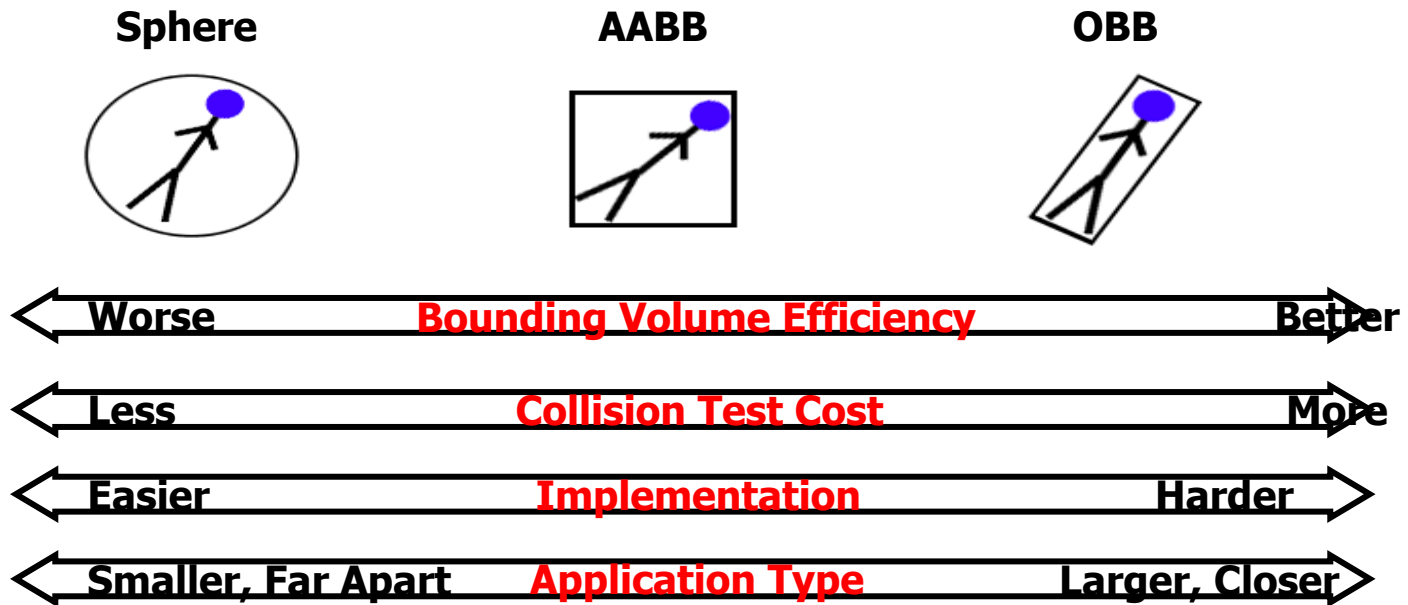 Sphere AABB OBB
Worse Bounding Volume Efficiency Better
Less Collision Test Cost More
Easier Implementation Harder
Smaller, Far Apart Application Type Larger, Closer